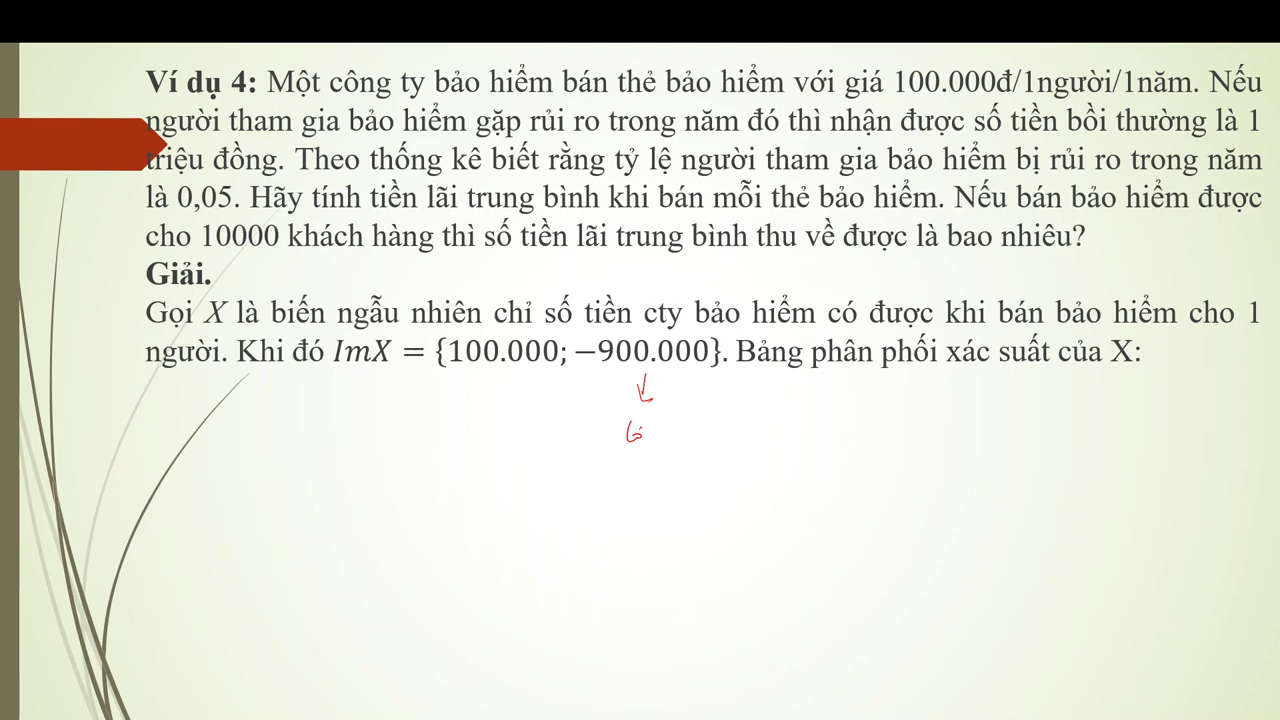 Ví dụ 4: Một công ty bảo hiểm bán thẻ bảo hiểm với giá 100.000đ/1người/1năm. Nếu
người tham gia bảo hiểm gặp rủi ro trong năm đó thì nhận được số tiền bồi thường là 1
triệu đồng. Theo thống kê biết rằng tỷ lệ người tham gia bảo hiểm bị rủi ro trong năm
là 0,05. Hãy tính tiền lãi trung bình khi bán mỗi thẻ bảo hiểm. Nếu bán bảo hiểm được
cho 10000 khách hàng thì số tiền lãi trung bình thu về được là bao nhiêu?
Giải.
Gọi X là biến ngẫu nhiên chỉ số tiền cty bảo hiểm có được khi bán bảo hiểm cho 1
người. Khi đó ImX = {100.000; −900.000}. Bảng phân phối xác suất của X: